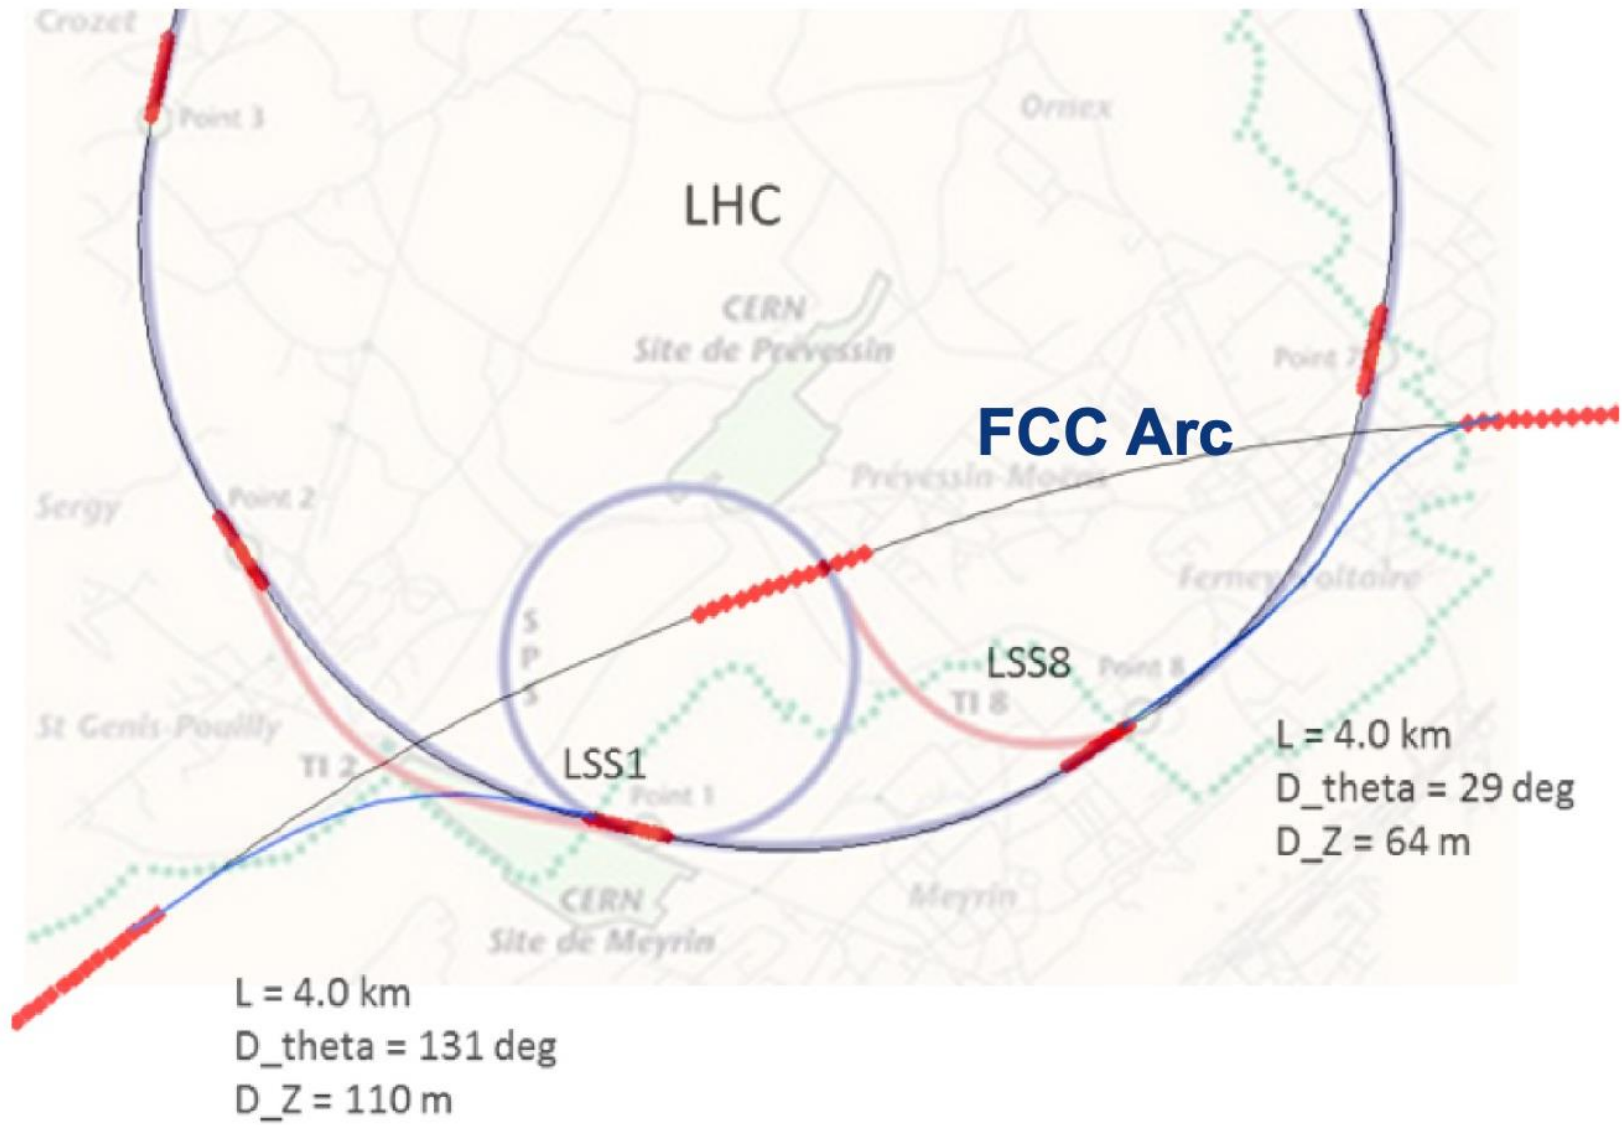 Crozet
Point 3
Ornex
LHC
CERN
Site de Prévessin
Point 7
FCC Arc
Prévessin-Moëns
Point 2
Sergy
Ferney-Voltaire
S
P
S
LSS8
Point 8
TI 8
St Genis-Pouilly
TI 2
LSS1
Point 1
L = 4.0 km
D_theta = 29 deg
D_Z = 64 m
CERN
Site de Meyrin
Meyrin
L = 4.0 km
D_theta = 131 deg
D_Z = 110 m